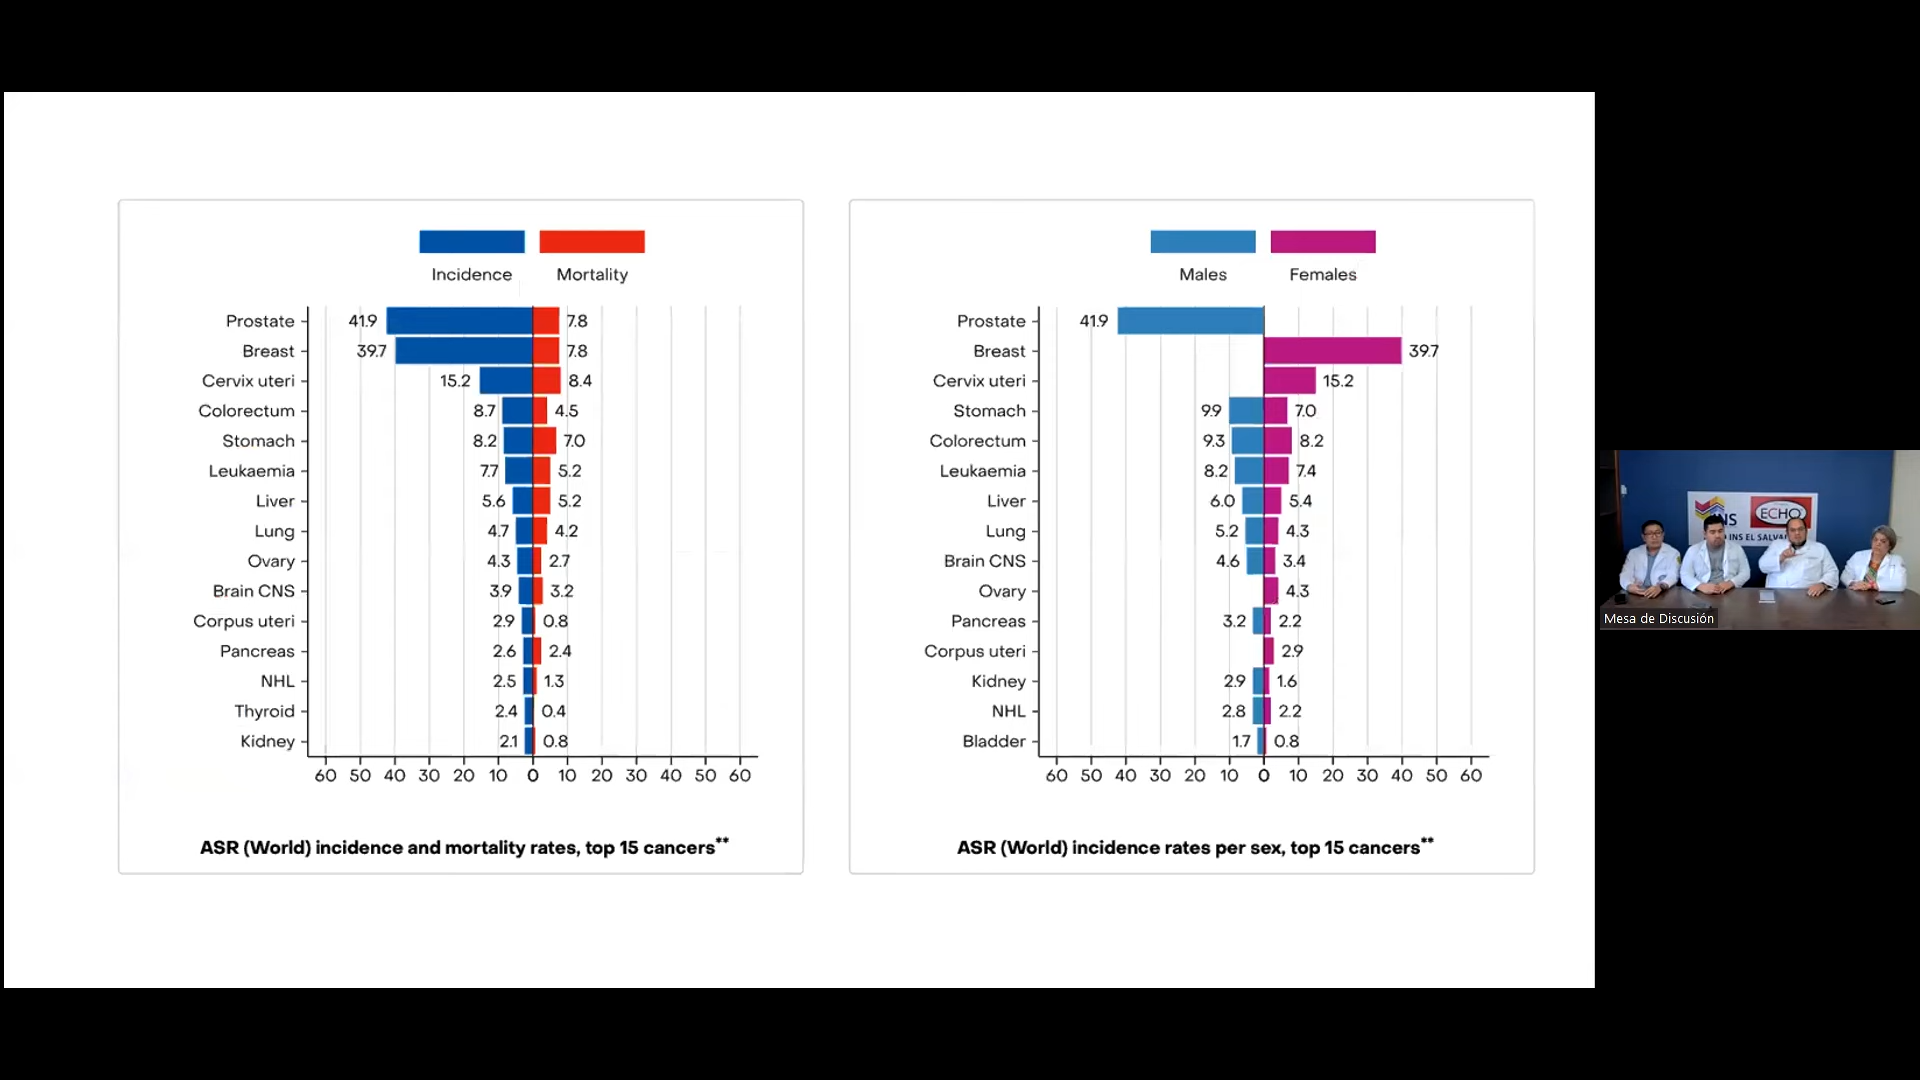 Incidence Mortality
Prostate 41.9 7.8
Breast 39.7 7.8
Cervix uteri 15.2 8.4
Colorectum 8.7 4.5
Stomach 8.2 7.0
Leukaemia 7.7 5.2
Liver 5.6 5.2
Lung 4.7 4.2
Ovary 4.3 2.7
Brain CNS 3.9 3.2
Corpus uteri 2.9 0.8
Pancreas 2.6 2.4
NHL 2.5 1.3
Thyroid 2.4 0.4
Kidney 2.1 0.8
60 50 40 30 20 10 0 10 20 30 40 50 60
ASR (World) incidence and mortality rates, top 15 cancers**
Males Females
Prostate 41.9
Breast 39.7
Cervix uteri 15.2
Stomach 9.9 7.0
Colorectum 9.3 8.2
Leukaemia 8.2 7.4
Liver 6.0 5.4
Lung 5.2 4.3
Brain CNS 4.6 3.4
Ovary 4.3
Pancreas 3.2 2.2
Corpus uteri 2.9
Kidney 2.9 1.6
NHL 2.8 2.2
Bladder 1.7 0.8
60 50 40 30 20 10 0 10 20 30 40 50 60
ASR (World) incidence rates per sex, top 15 cancers**
ECHO
INS EL
Mesa de Discusión